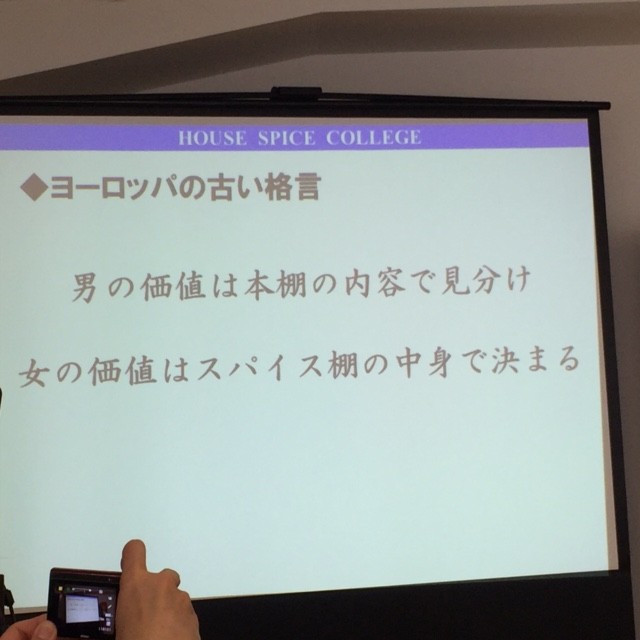 HOUSE SPICE COLLEGE
◆ヨーロッパの古い格言
男の価値は本棚の内容で見分け
女の価値はスパイス棚の中身で決まる